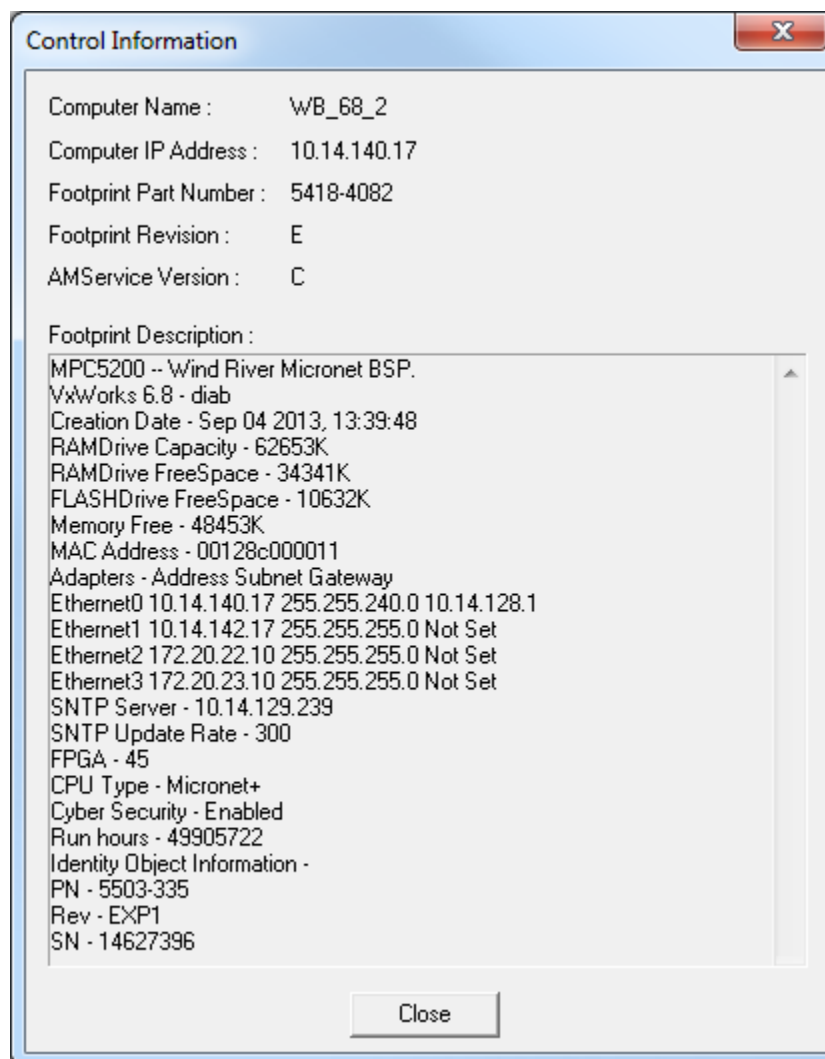 Control Information
Computer Name : WB_68_2
Computer IP Address : 10.14.140.17
Footprint Part Number : 5418-4082
Footprint Revision : E
AMService Version : C
Footprint Description :
MPC5200 -- Wind River Micronet BSP.
VxWorks 6.8 - diab
Creation Date - Sep 04 2013, 13:39:48
RAMDrive Capacity - 62653K
RAMDrive FreeSpace - 34341K
FLASHDrive FreeSpace - 10632K
Memory Free - 48453K
MAC Address - 00128c000011
Adapters - Address Subnet Gateway
Ethernet0 10.14.140.17 255.255.240.0 10.14.128.1
Ethernet1 10.14.142.17 255.255.255.0 Not Set
Ethernet2 172.20.22.10 255.255.255.0 Not Set
Ethernet3 172.20.23.10 255.255.255.0 Not Set
SNTP Server - 10.14.129.239
SNTP Update Rate - 300
FPGA - 45
CPU Type - Micronet+
Cyber Security - Enabled
Run hours - 49905722
Identity Object Information -
PN - 5503-335
Rev - EXP1
SN - 14627396
Close